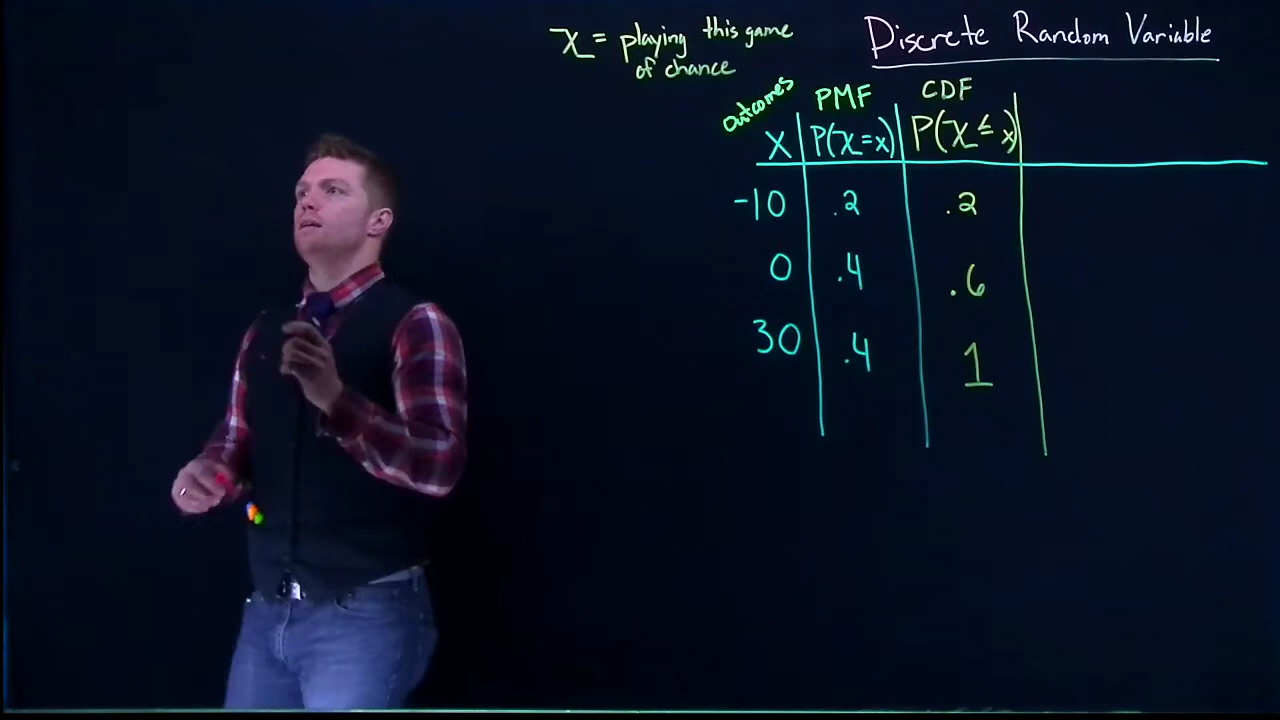 X = playing this game
of chance
Discrete Random Variable
outcomes PMF CDF
x P(X=x) P(X≤x)
-10 .2 .2
0 .4 .6
30 .4 1